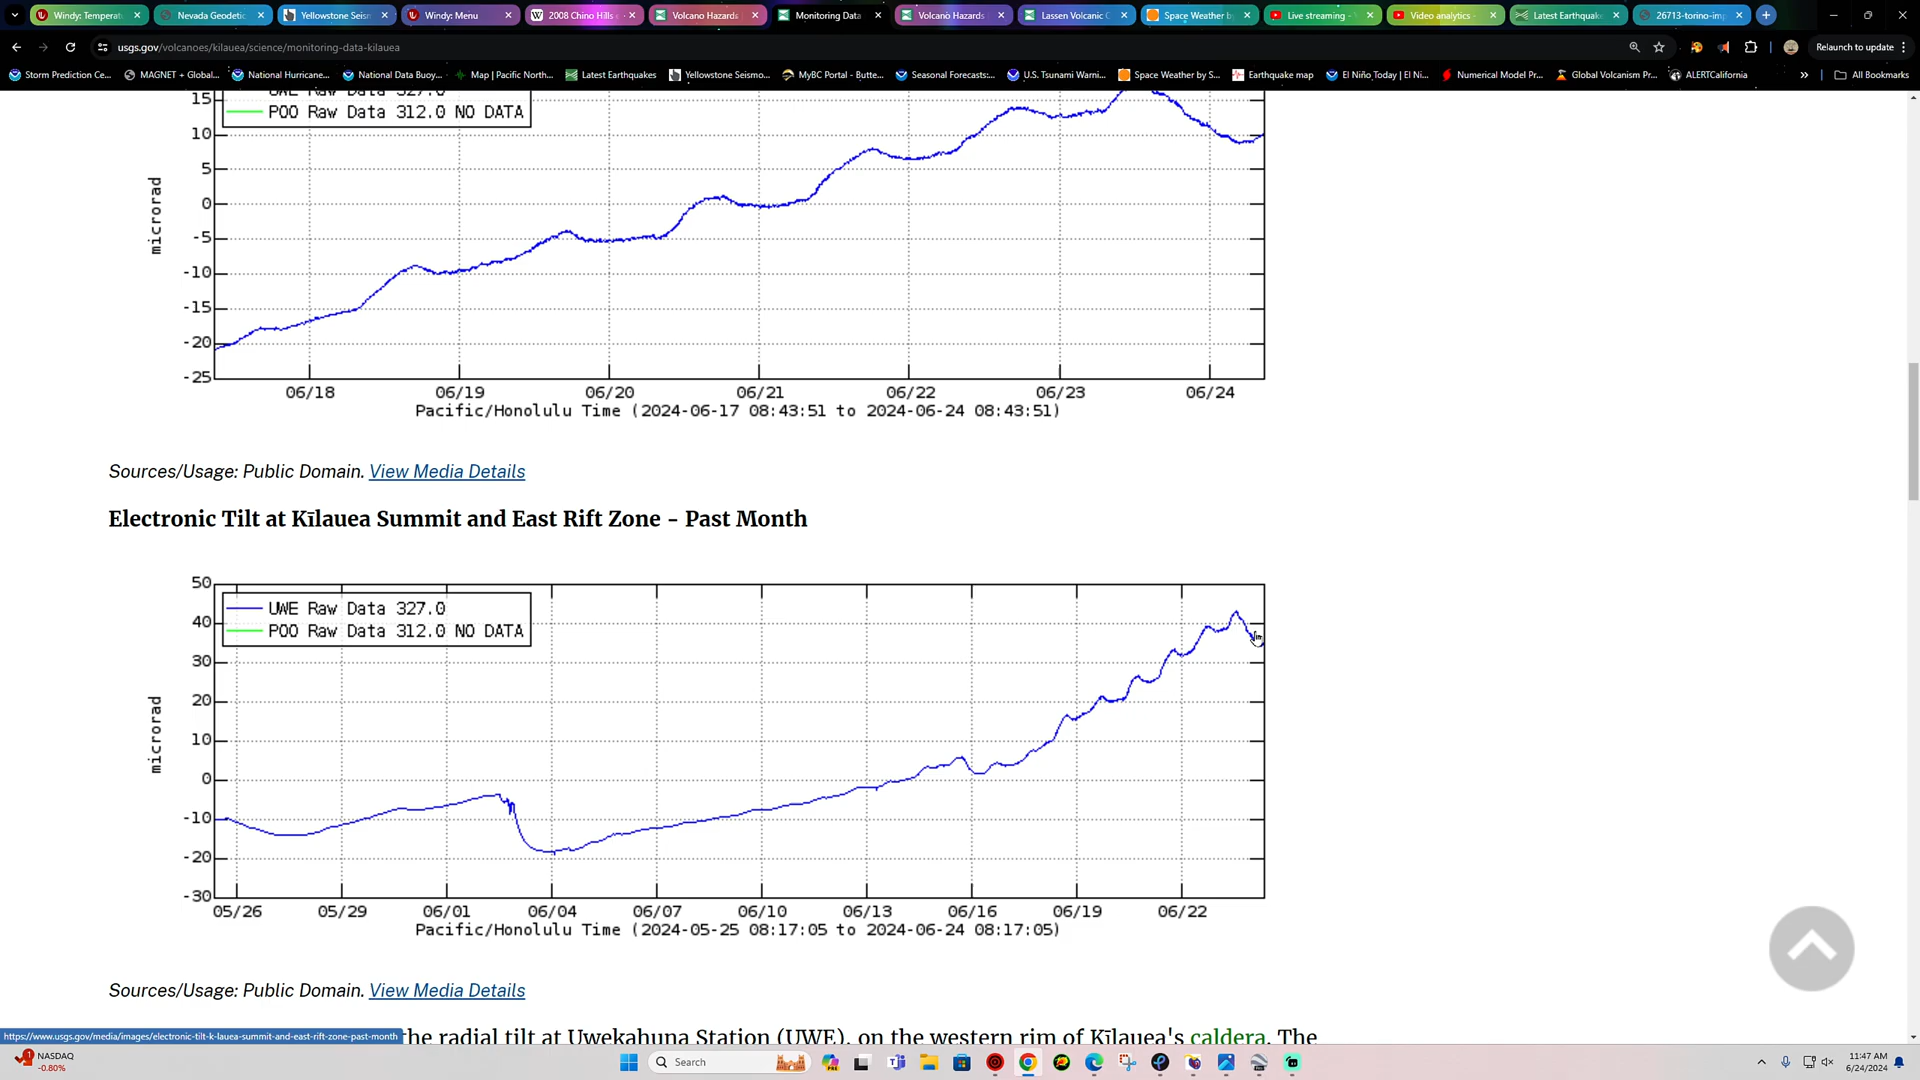 Windy: Temperat
Nevada Geodetic
Yellowstone Seism
Windy: Menu
2008 Chino Hills e
Volcano Hazards
Monitoring Data
Volcano Hazards
Lassen Volcanic C
Space Weather by
Live streaming -
Video analytics -
Latest Earthquake
26713-torino-imp
usgs.gov/volcanoes/kilauea/science/monitoring-data-kilauea
Relaunch to update
Storm Prediction Ce...
MAGNET + Global...
National Hurricane...
National Data Buoy...
Map | Pacific North...
Latest Earthquakes
Yellowstone Seismo...
MyBC Portal - Butte...
Seasonal Forecasts:...
U.S. Tsunami Warni...
Space Weather by S...
Earthquake map
El Niño Today | El Ni...
Numerical Model Pr...
Global Volcanism Pr...
ALERTCalifornia
All Bookmarks
UWE Raw Data 327.0
POO Raw Data 312.0 NO DATA
15
10
5
0
-5
-10
-15
-20
-25
microrad
06/18 06/19 06/20 06/21 06/22 06/23 06/24
Pacific/Honolulu Time (2024-06-17 08:43:51 to 2024-06-24 08:43:51)
Sources/Usage: Public Domain. View Media Details
Electronic Tilt at Kīlauea Summit and East Rift Zone - Past Month
UWE Raw Data 327.0
POO Raw Data 312.0 NO DATA
50
40
30
20
10
0
-10
-20
-30
microrad
05/26 05/29 06/01 06/04 06/07 06/10 06/13 06/16 06/19 06/22
Pacific/Honolulu Time (2024-05-25 08:17:05 to 2024-06-24 08:17:05)
Sources/Usage: Public Domain. View Media Details
the radial tilt at Uwekahuna Station (UWE), on the western rim of Kīlauea's caldera. The
https://www.usgs.gov/media/images/electronic-tilt-k-lauea-summit-and-east-rift-zone-past-month
NASDAQ
-0.80%
Search
11:47 AM
6/24/2024